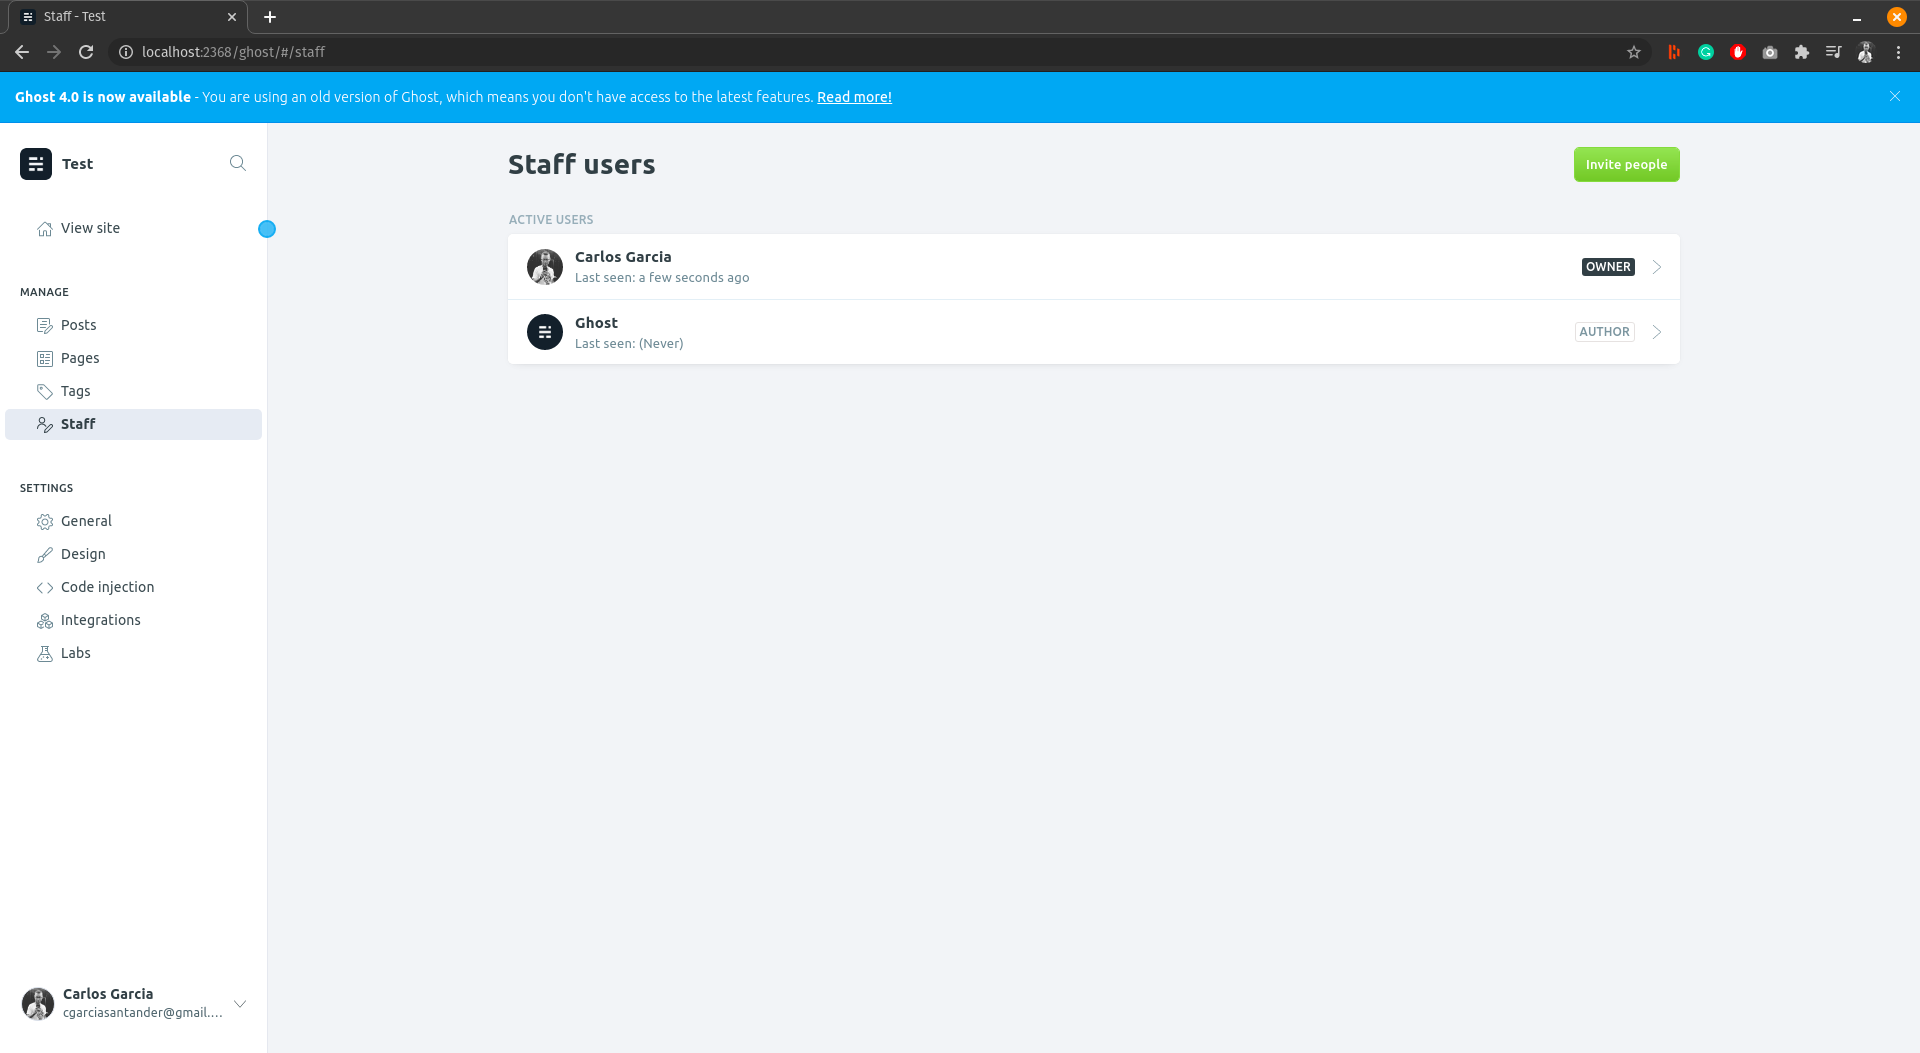 Staff - Test
localhost:2368/ghost/#/staff
Ghost 4.0 is now available - You are using an old version of Ghost, which means you don't have access to the latest features. Read more!
Test
View site
MANAGE
Posts
Pages
Tags
Staff
SETTINGS
General
Design
Code injection
Integrations
Labs
Carlos Garcia
cgarciasantander@gmail....
Staff users
Invite people
ACTIVE USERS
Carlos Garcia
Last seen: a few seconds ago
OWNER
Ghost
Last seen: (Never)
AUTHOR